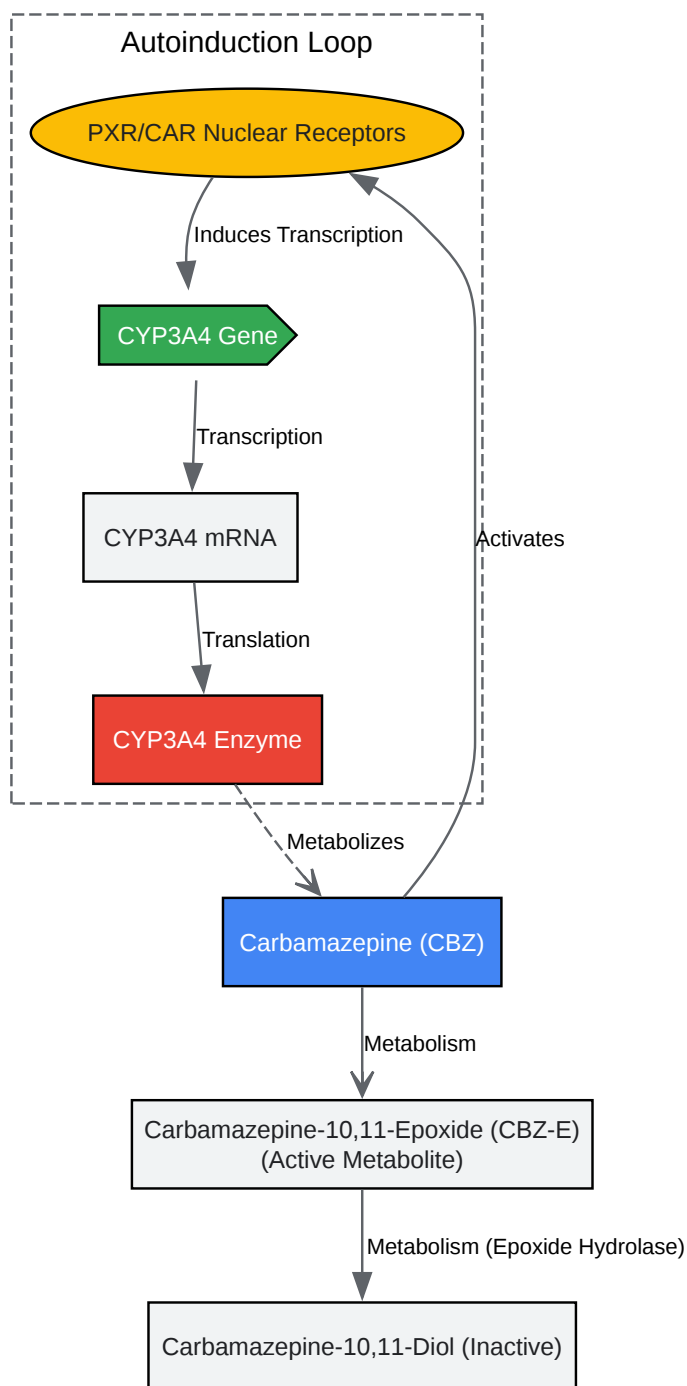 Autoinduction Loop
PXR/CAR Nuclear Receptors
Induces Transcription
CYP3A4 Gene
Transcription
CYP3A4 mRNA
Activates
Translation
CYP3A4 Enzyme
Metabolizes
Carbamazepine (CBZ)
Metabolism
Carbamazepine-10,11-Epoxide (CBZ-E)
(Active Metabolite)
Metabolism (Epoxide Hydrolase)
Carbamazepine-10,11-Diol (Inactive)